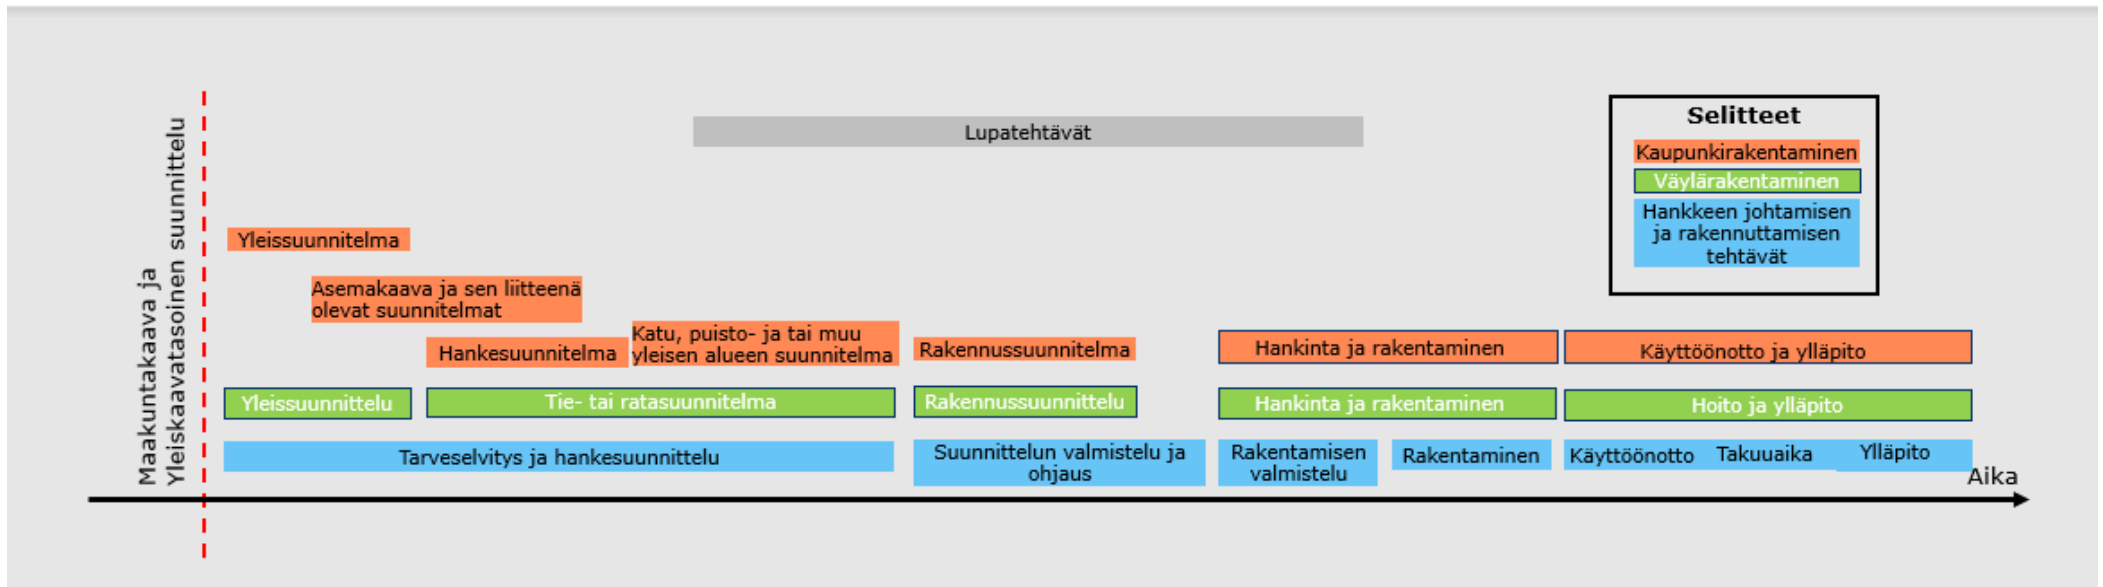 Maakuntakaava ja
Yleiskaavatasoinen suunnittelu
Lupatehtävät
Selitteet
Kaupunkirakentaminen
Väylärakentaminen
Hankkeen johtamisen
ja rakennuttamisen
tehtävät
Yleissuunnitelma
Asemakaava ja sen liitteenä
olevat suunnitelmat
Hankesuunnitelma
Katu, puisto- ja tai muu
yleisen alueen suunnitelma
Rakennussuunnitelma
Hankinta ja rakentaminen
Käyttöönotto ja ylläpito
Yleissuunnittelu
Tie- tai ratasuunnitelma
Rakennussuunnittelu
Hankinta ja rakentaminen
Hoito ja ylläpito
Tarveselvitys ja hankesuunnittelu
Suunnittelun valmistelu ja
ohjaus
Rakentamisen
valmistelu
Rakentaminen
Käyttöönotto
Takuuaika
Ylläpito
Aika